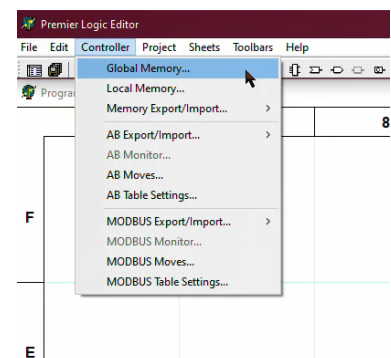 Premier Logic Editor
File Edit Controller Project Sheets Toolbars Help
Global Memory...
Local Memory...
Memory Export/Import...
AB Export/Import...
AB Monitor...
AB Moves...
AB Table Settings...
MODBUS Export/Import...
MODBUS Monitor...
MODBUS Moves...
MODBUS Table Settings...
Progra
8
F
E